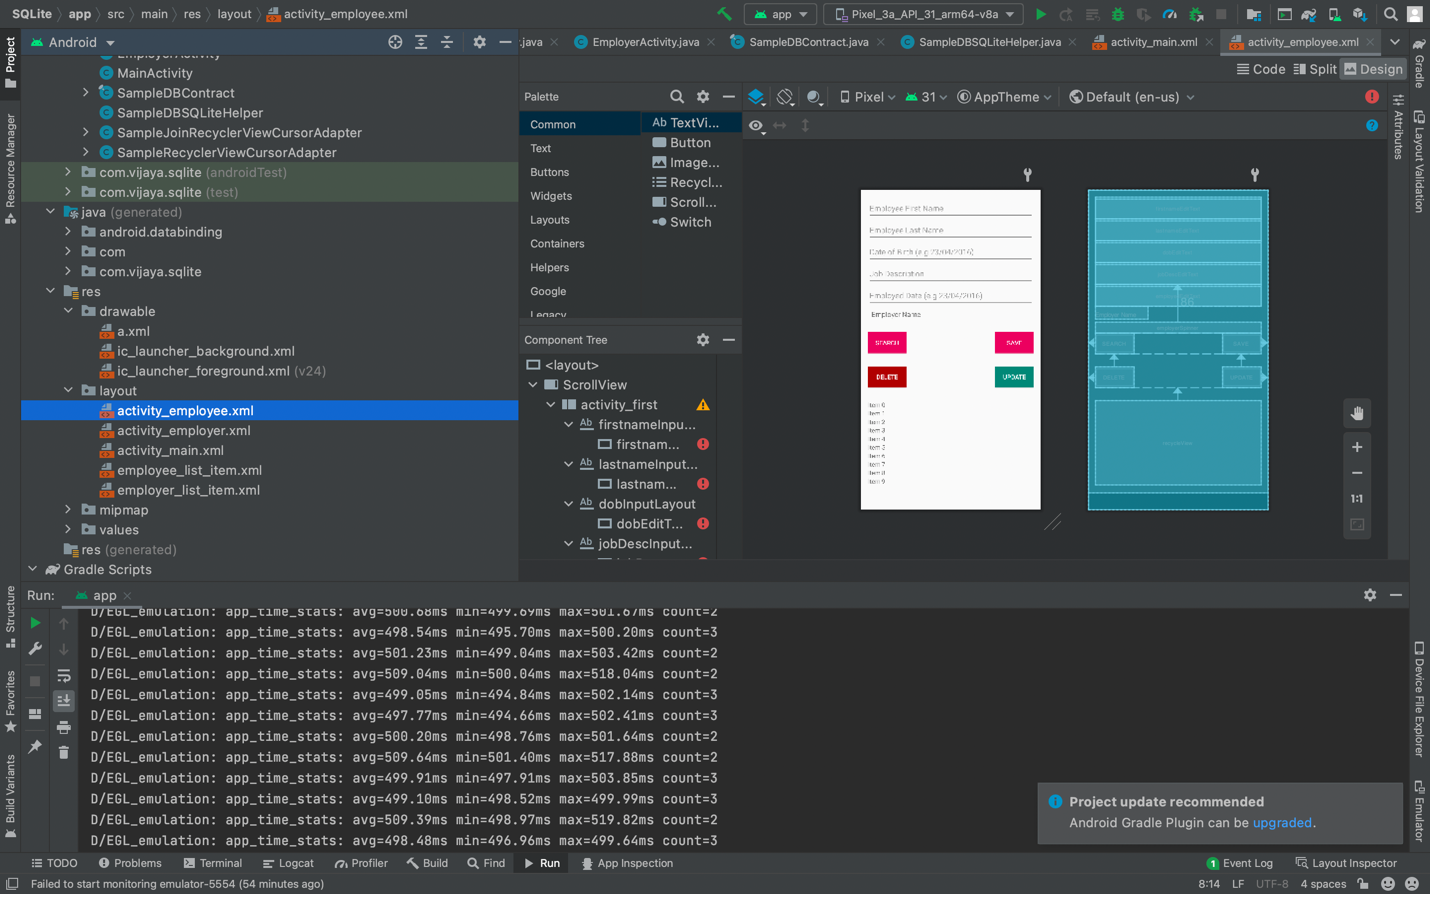 SQLite app src main res layout activity_employee.xml
app Pixel_3a_API_31_arm64-v8a
Android
.java EmployerActivity.java SampleDBContract.java SampleDBSQLiteHelper.java activity_main.xml activity_employee.xml
Code Split Design
Project
Resource Manager
Structure
Favorites
Build Variants
EmployerActivity
MainActivity
SampleDBContract
SampleDBSQLiteHelper
SampleJoinRecyclerViewCursorAdapter
SampleRecyclerViewCursorAdapter
com.vijaya.sqlite (androidTest)
com.vijaya.sqlite (test)
java (generated)
android.databinding
com
com.vijaya.sqlite
res
drawable
a.xml
ic_launcher_background.xml
ic_launcher_foreground.xml (v24)
layout
activity_employee.xml
activity_employer.xml
activity_main.xml
employee_list_item.xml
employer_list_item.xml
mipmap
values
res (generated)
Gradle Scripts
Palette
Common
Text
Buttons
Widgets
Layouts
Containers
Helpers
Google
Legacy
Ab TextVi...
Button
Image...
Recycl...
Scroll...
Switch
Component Tree
<layout>
ScrollView
activity_first
Ab firstnameInpu...
firstnam...
Ab lastnameInput...
lastnam...
Ab dobInputLayout
dobEditT...
Ab jobDescInput...
Pixel 31 AppTheme Default (en-us)
Employee First Name
Employee Last Name
Date of Birth (e.g 23/04/2016)
Job Description
Employed Date (e.g 23/04/2016)
Employer Name
SEARCH SAVE
DELETE UPDATE
Item 0
Item 1
Item 2
Item 3
Item 4
Item 5
Item 6
Item 7
Item 8
Item 9
86
1:1
Gradle
Layout Validation
Attributes
Device File Explorer
Emulator
Run: app
D/EGL_emulation: app_time_stats: avg=500.68ms min=499.69ms max=501.67ms count=2
D/EGL_emulation: app_time_stats: avg=498.54ms min=495.70ms max=500.20ms count=3
D/EGL_emulation: app_time_stats: avg=501.23ms min=499.04ms max=503.42ms count=2
D/EGL_emulation: app_time_stats: avg=509.04ms min=500.04ms max=518.04ms count=2
D/EGL_emulation: app_time_stats: avg=499.05ms min=494.84ms max=502.14ms count=3
D/EGL_emulation: app_time_stats: avg=497.77ms min=494.66ms max=502.41ms count=3
D/EGL_emulation: app_time_stats: avg=500.20ms min=498.76ms max=501.64ms count=2
D/EGL_emulation: app_time_stats: avg=509.64ms min=501.40ms max=517.88ms count=2
D/EGL_emulation: app_time_stats: avg=499.91ms min=497.91ms max=503.85ms count=3
D/EGL_emulation: app_time_stats: avg=499.10ms min=498.52ms max=499.99ms count=3
D/EGL_emulation: app_time_stats: avg=509.39ms min=498.97ms max=519.82ms count=2
D/EGL_emulation: app_time_stats: avg=498.48ms min=496.96ms max=499.64ms count=3
Project update recommended
Android Gradle Plugin can be upgraded.
TODO Problems Terminal Logcat Profiler Build Find Run App Inspection 1 Event Log Layout Inspector
Failed to start monitoring emulator-5554 (54 minutes ago) 8:14 LF UTF-8 4 spaces